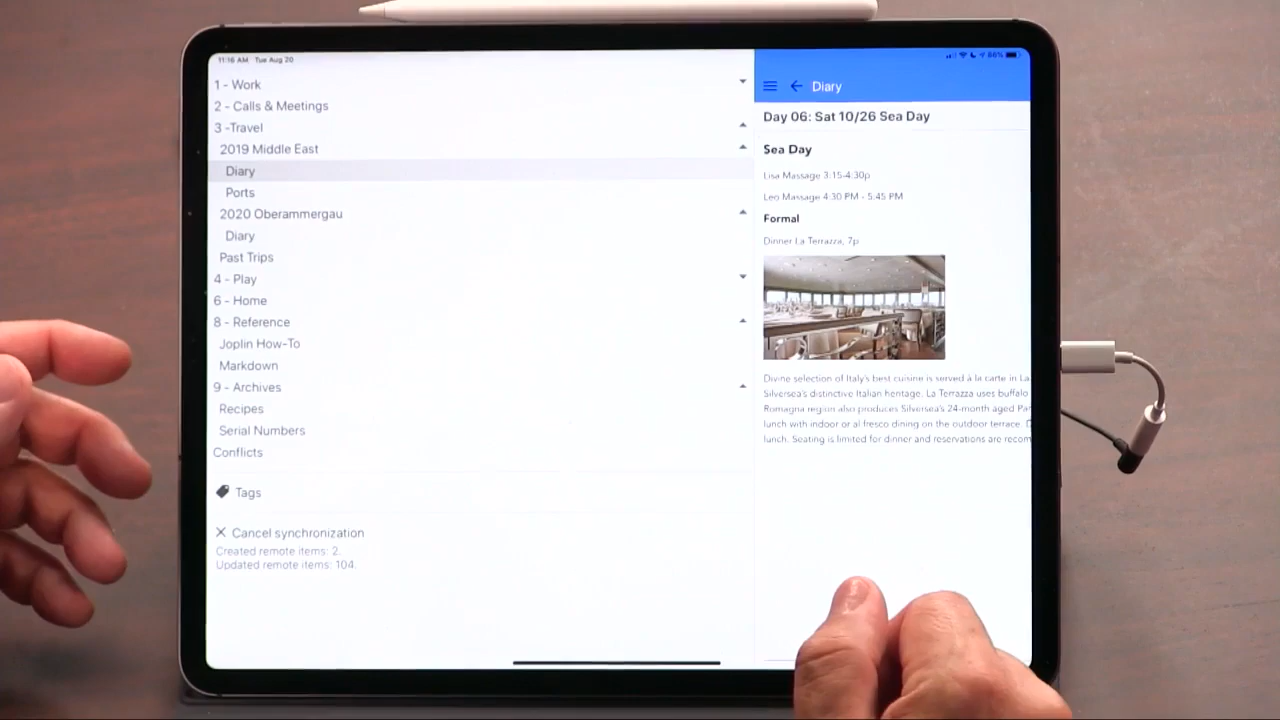 11:16 AM Tue Aug 20
86%
1 - Work
2 - Calls & Meetings
3 -Travel
2019 Middle East
Diary
Ports
2020 Oberammergau
Diary
Past Trips
4 - Play
6 - Home
8 - Reference
Joplin How-To
Markdown
9 - Archives
Recipes
Serial Numbers
Conflicts
Tags
Cancel synchronization
Created remote items: 2.
Updated remote items: 104.
Diary
Day 06: Sat 10/26 Sea Day
Sea Day
Lisa Massage 3:15-4:30p
Leo Massage 4:30 PM - 5:45 PM
Formal
Dinner La Terrazza, 7p
Divine selection of Italy's best cuisine is served à la carte in La
Silversea's distinctive Italian heritage. La Terrazza uses buffalo
Romagna region also produces Silversea's 24-month aged Par
lunch with indoor or al fresco dining on the outdoor terrace.
lunch. Seating is limited for dinner and reservations are recom